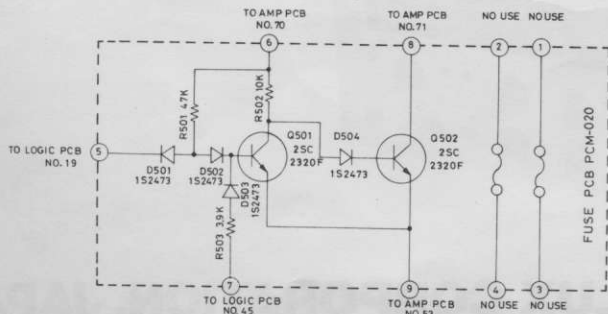 TO AMP PCB
NO.70
TO AMP PCB
NO.71
NO USE
NO USE
6
8
2
1
R501 47K
R502 10K
Q501
2SC
2320F
D504
1S2473
Q502
2SC
2320F
TO LOGIC PCB
NO.19
5
D501
1S2473
D502
1S2473
D503
1S2473
R503 3.9K
FUSE PCB PCM-020
7
9
4
3
TO LOGIC PCB
NO.45
TO AMP PCB
NO USE
NO USE